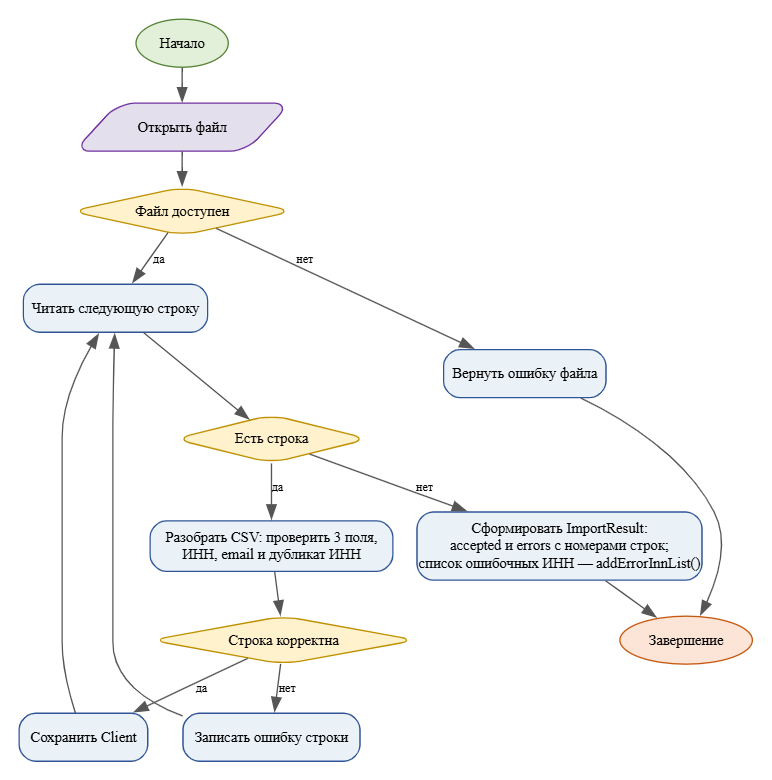 Начало
Открыть файл
Файл доступен
да
нет
Читать следующую строку
Вернуть ошибку файла
Есть строка
да
нет
Разобрать CSV: проверить 3 поля,
ИНН, email и дубликат ИНН
Сформировать ImportResult:
accepted и errors с номерами строк;
список ошибочных ИНН — addErrorInnList()
Строка корректна
Завершение
да
нет
Сохранить Client
Записать ошибку строки